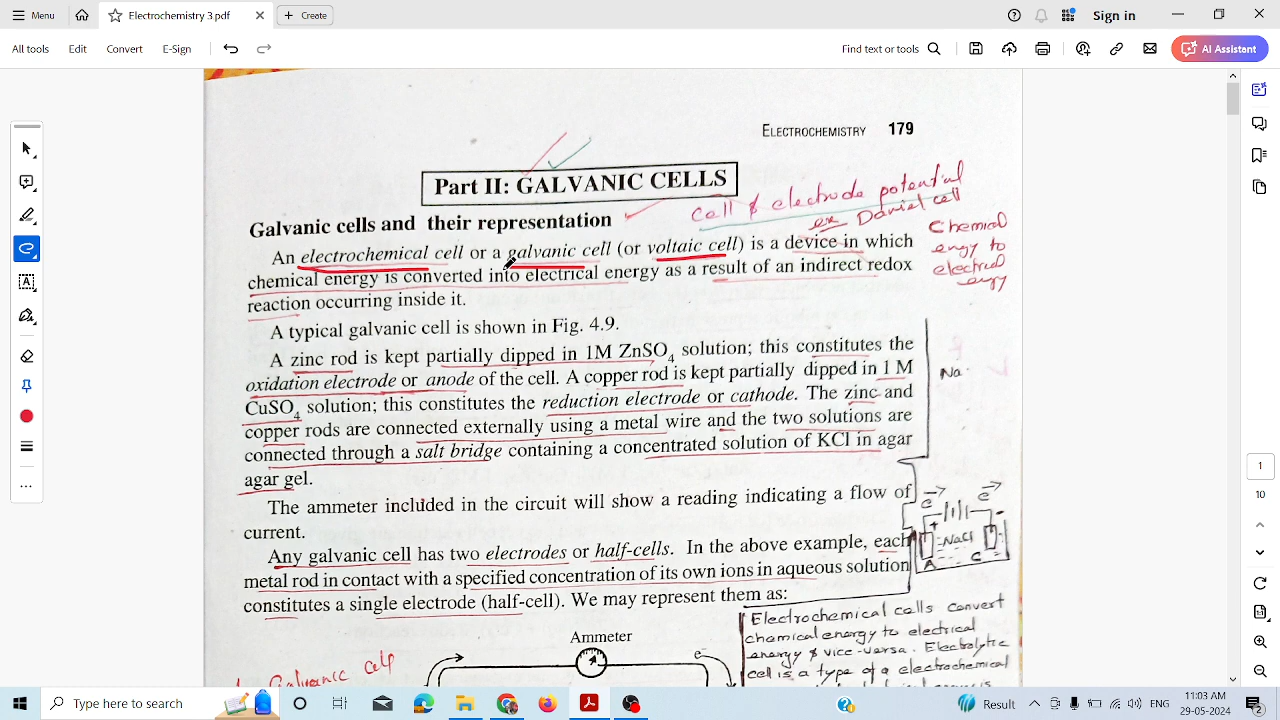 Menu
Electrochemistry 3.pdf
Create
Sign in
All tools Edit Convert E-Sign
Find text or tools
AI Assistant
ELECTROCHEMISTRY 179
Part II: GALVANIC CELLS
Galvanic cells and their representation
cell & electrode potential
ex Daniel cell
An electrochemical cell or a galvanic cell (or voltaic cell) is a device in which
chemical energy is converted into electrical energy as a result of an indirect redox
reaction occurring inside it.
Chemical
engy to
electrical
engy
A typical galvanic cell is shown in Fig. 4.9.
A zinc rod is kept partially dipped in 1M ZnSO4 solution; this constitutes the
oxidation electrode or anode of the cell. A copper rod is kept partially dipped in 1 M
CuSO4 solution; this constitutes the reduction electrode or cathode. The zinc and
copper rods are connected externally using a metal wire and the two solutions are
connected through a salt bridge containing a concentrated solution of KCl in agar
agar gel.
Na
The ammeter included in the circuit will show a reading indicating a flow of
current.
Any galvanic cell has two electrodes or half-cells. In the above example, each
metal rod in contact with a specified concentration of its own ions in aqueous solution
constitutes a single electrode (half-cell). We may represent them as:
e e
+ -
NaCl
A C
Electrochemical cells convert
chemical energy to electrical
energy & vice-versa. Electrolytic
cell is a type of a electrochemical
Ammeter
e-
Galvanic cell
1
10
Type here to search
Result
11:03 AM
29-05-2024
2